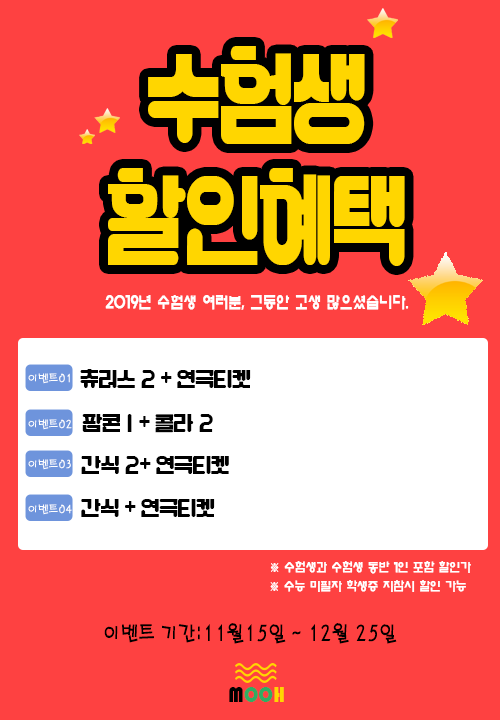 수험생
할인혜택
2019년 수험생 여러분, 그동안 고생 많으셨습니다.
이벤트01 츄러스 2 + 연극티켓
이벤트02 팝콘 1 + 콜라 2
이벤트03 간식 2+ 연극티켓
이벤트04 간식 + 연극티켓
※ 수험생과 수험생 동반 1인 포함 할인가
※ 수능 미필자 학생증 지참시 할인 가능
이벤트 기간:11월15일 ~ 12월 25일
MOOH